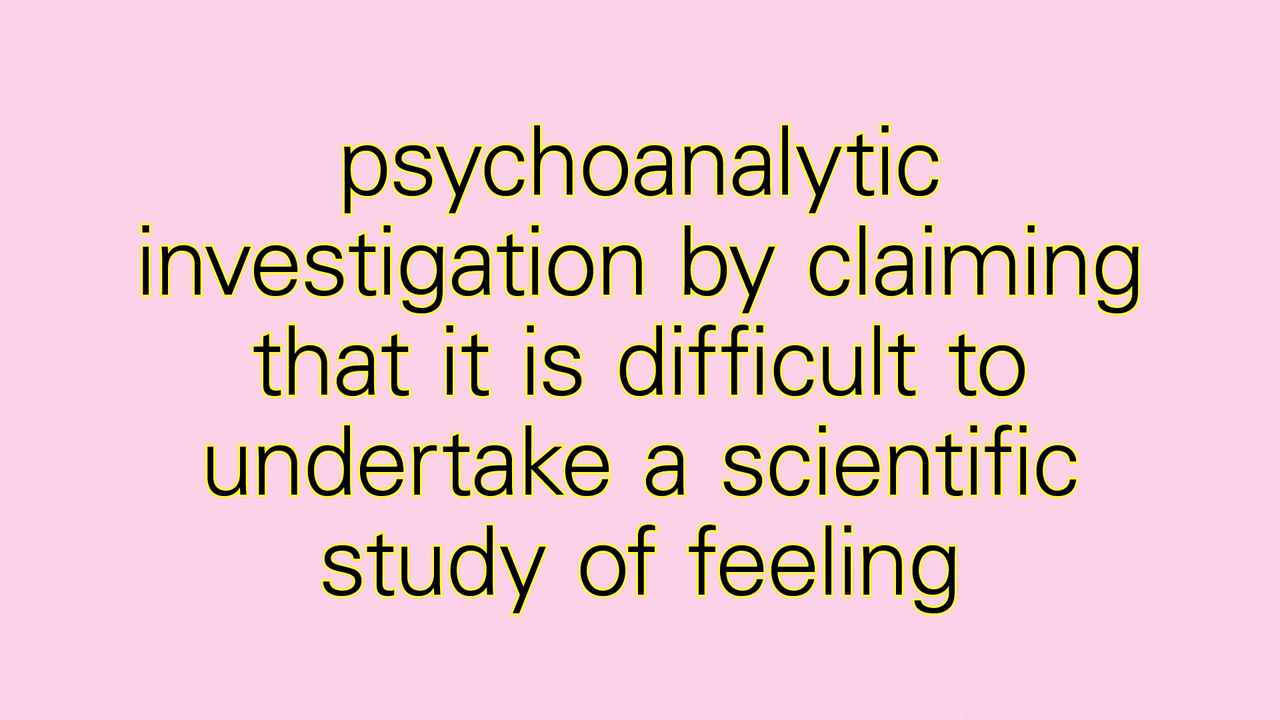 psychoanalytic
investigation by claiming
that it is difficult to
undertake a scientific
study of feeling